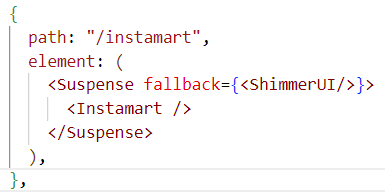 {
  path: "/instamart",
  element: (
    <Suspense fallback={<ShimmerUI/>}>
      <Instamart />
    </Suspense>
  ),
},